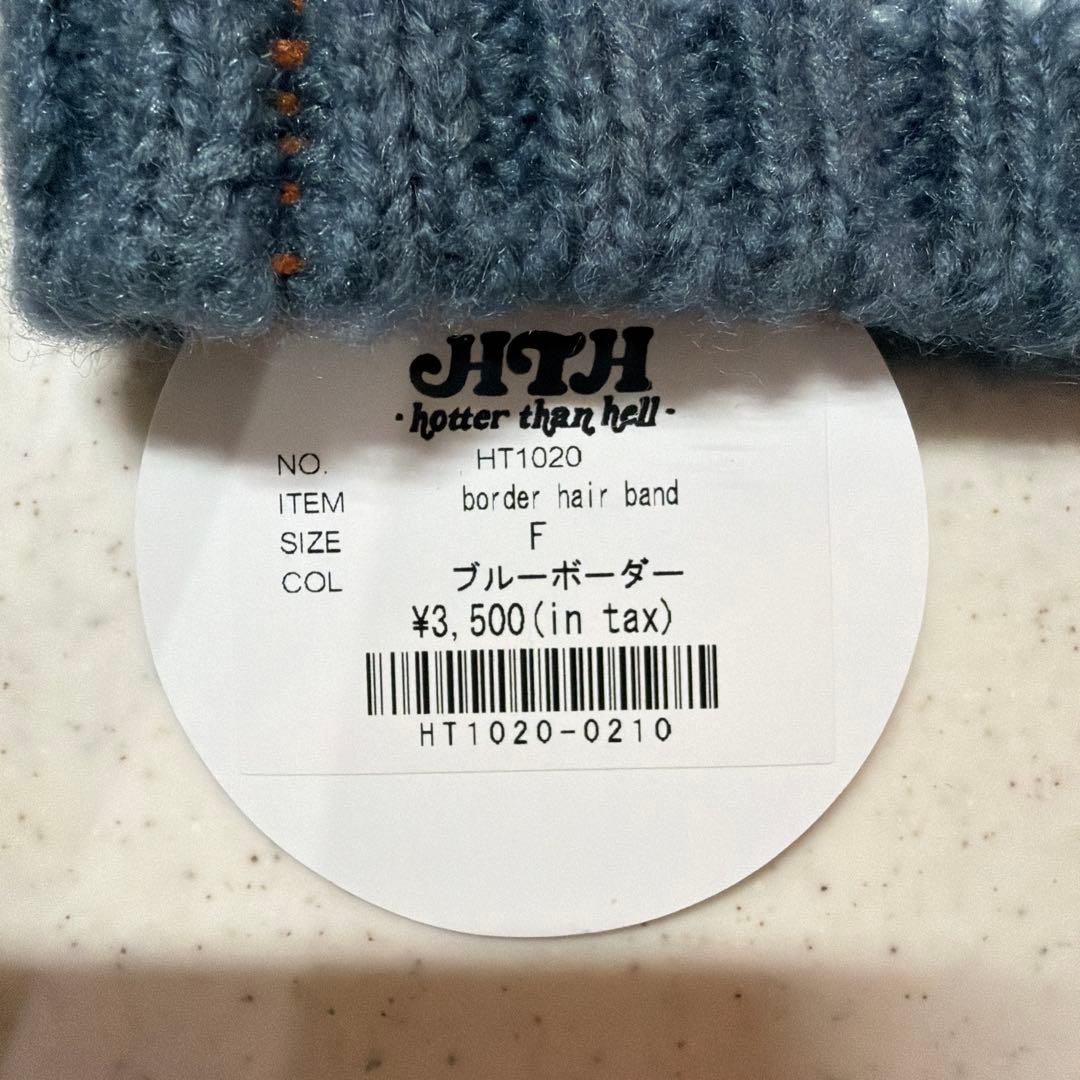 HTH
·hotter than hell·
NO. HT1020
ITEM border hair band
SIZE F
COL ブルーボーダー
¥3,500(in tax)
HT1020-0210